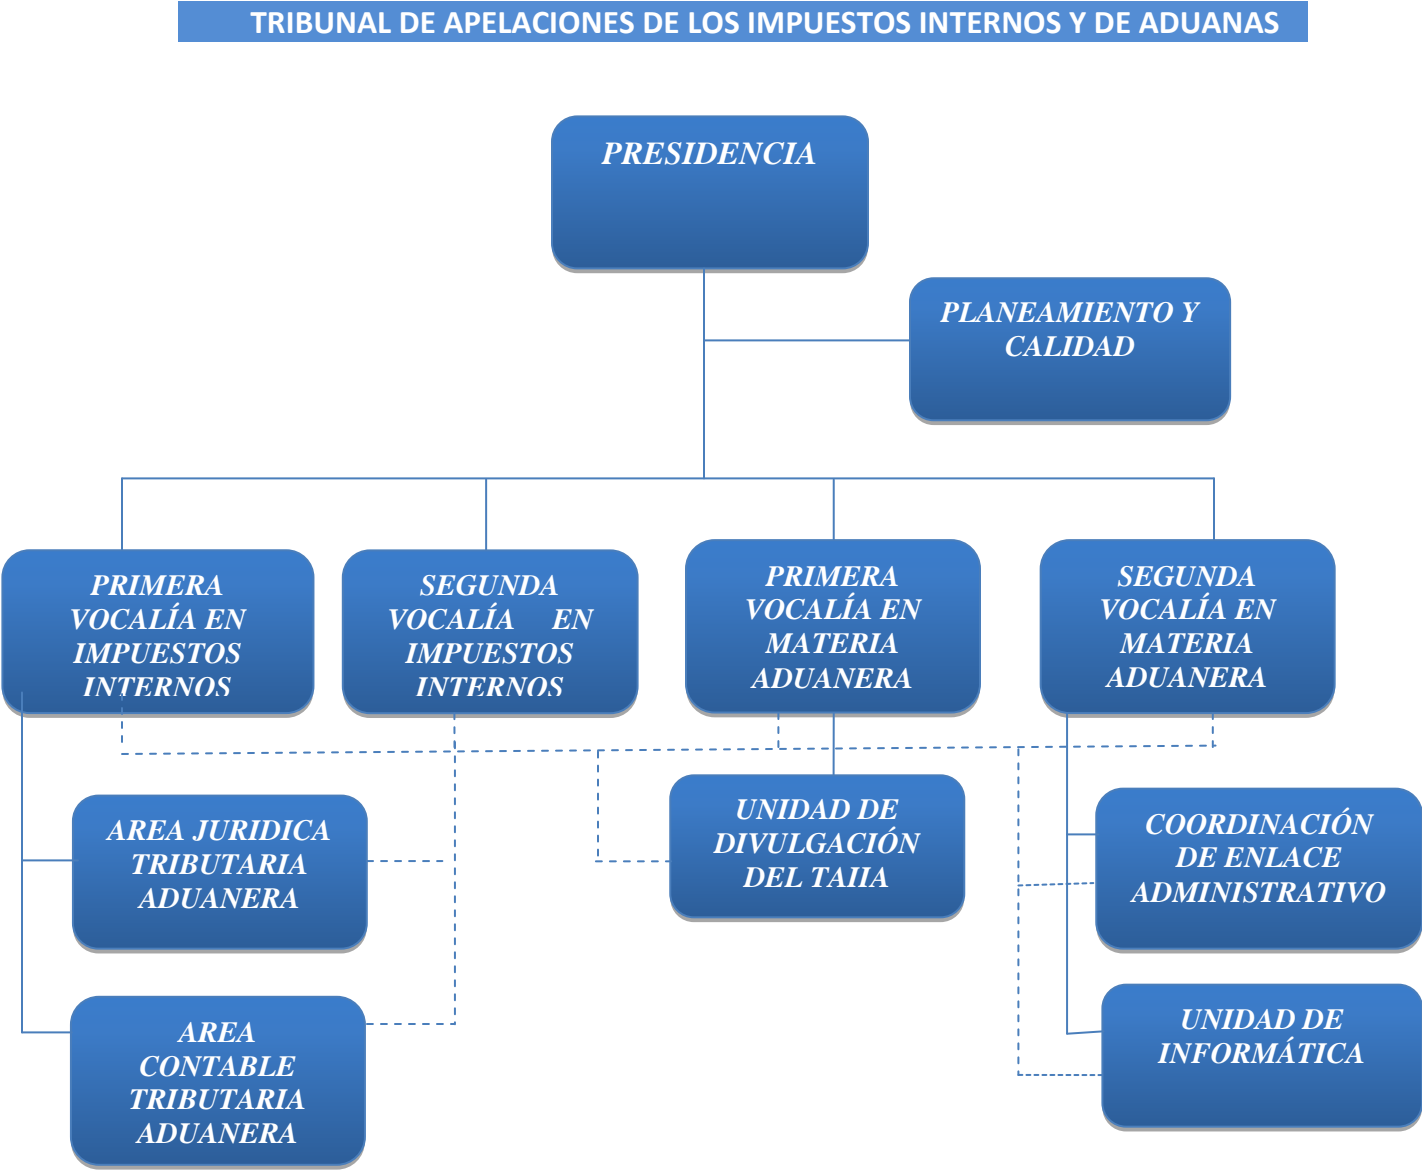 TRIBUNAL DE APELACIONES DE LOS IMPUESTOS INTERNOS Y DE ADUANAS
PRESIDENCIA
PLANEAMIENTO Y
CALIDAD
PRIMERA
VOCALÍA EN
IMPUESTOS
INTERNOS
SEGUNDA
VOCALÍA EN
IMPUESTOS
INTERNOS
PRIMERA
VOCALÍA EN
MATERIA
ADUANERA
SEGUNDA
VOCALÍA EN
MATERIA
ADUANERA
AREA JURIDICA
TRIBUTARIA
ADUANERA
UNIDAD DE
DIVULGACIÓN
DEL TAIIA
COORDINACIÓN
DE ENLACE
ADMINISTRATIVO
AREA
CONTABLE
TRIBUTARIA
ADUANERA
UNIDAD DE
INFORMÁTICA